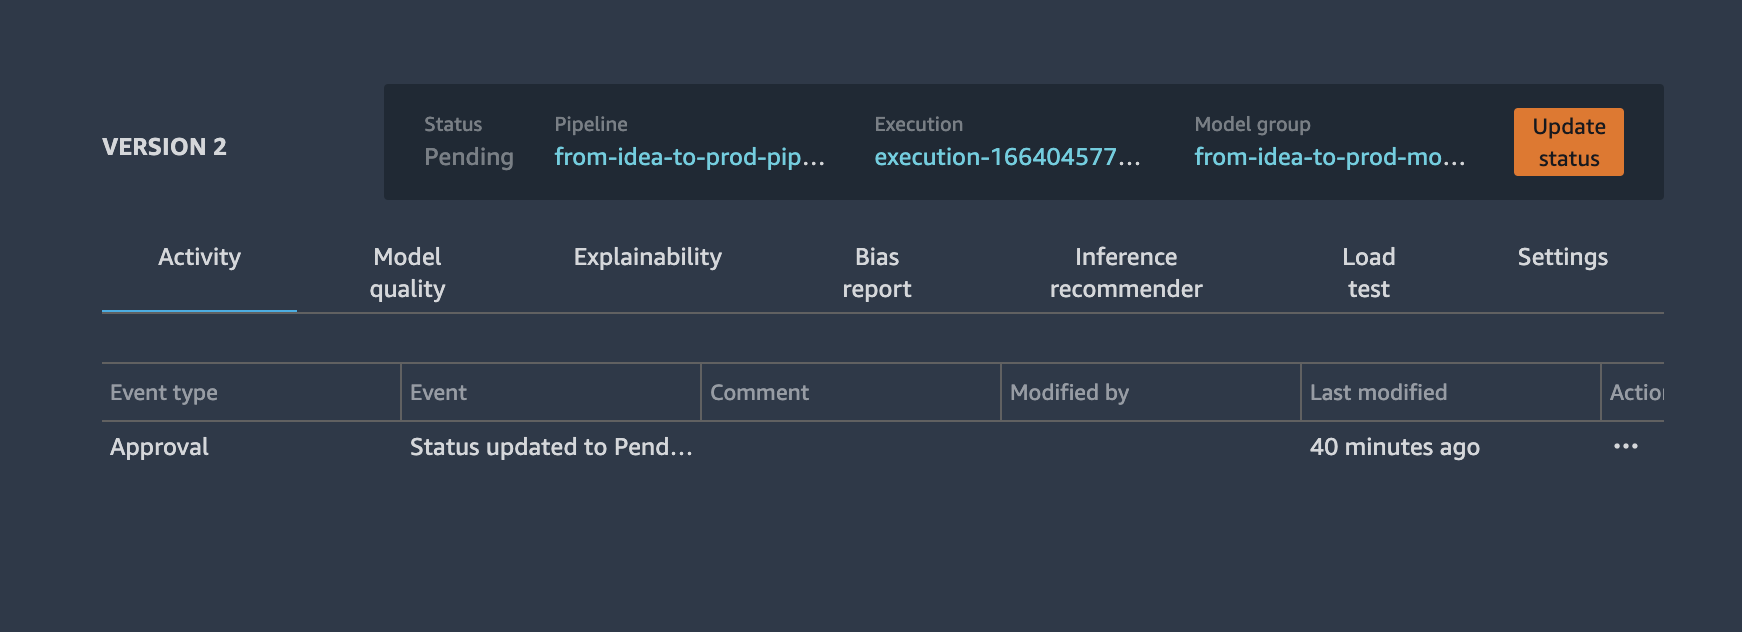 VERSION 2
Status
Pending
Pipeline
from-idea-to-prod-pip...
Execution
execution-166404577...
Model group
from-idea-to-prod-mo...
Update
status
Activity
Model
quality
Explainability
Bias
report
Inference
recommender
Load
test
Settings
Event type Event Comment Modified by Last modified Action
Approval Status updated to Pend... 40 minutes ago ...